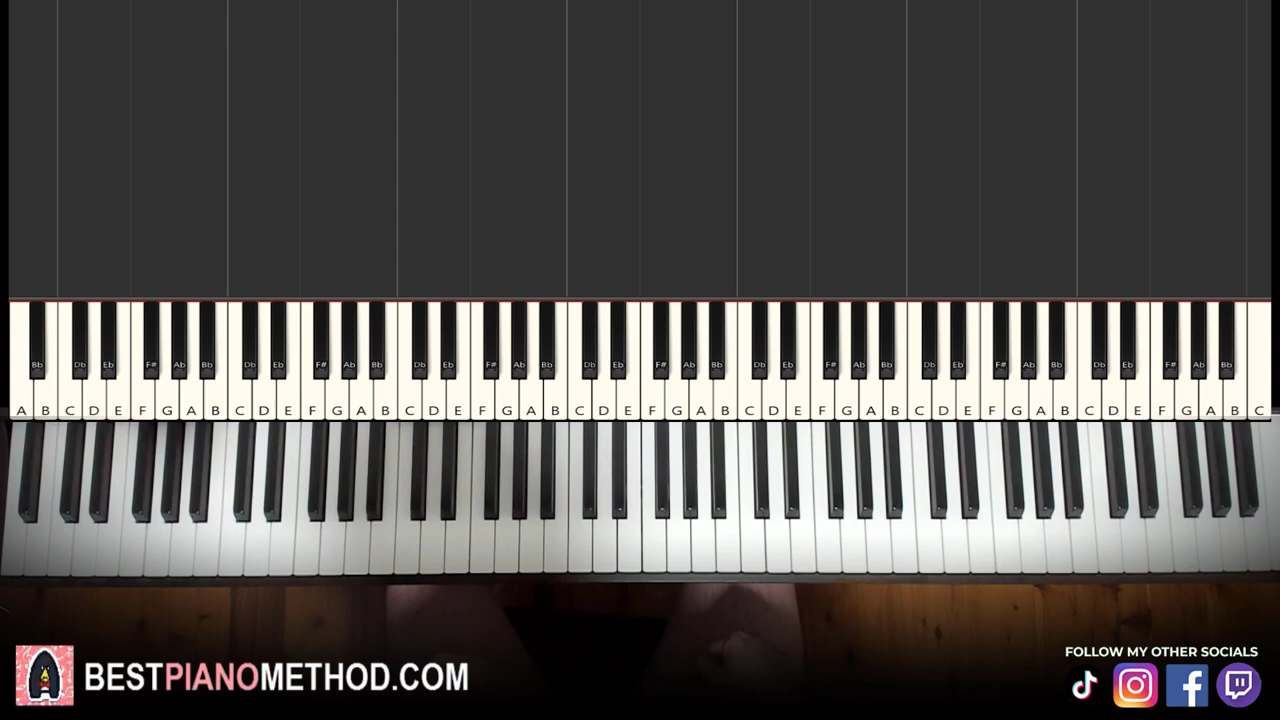 Bb Db Eb F# Ab Bb Db Eb F# Ab Bb Db Eb F# Ab Bb Db Eb F# Ab Bb Db Eb F# Ab Bb Db Eb F# Ab Bb Db Eb F# Ab Bb
A B C D E F G A B C D E F G A B C D E F G A B C D E F G A B C D E F G A B C D E F G A B C D E F G A B C
FOLLOW MY OTHER SOCIALS
BESTPIANOMETHOD.COM